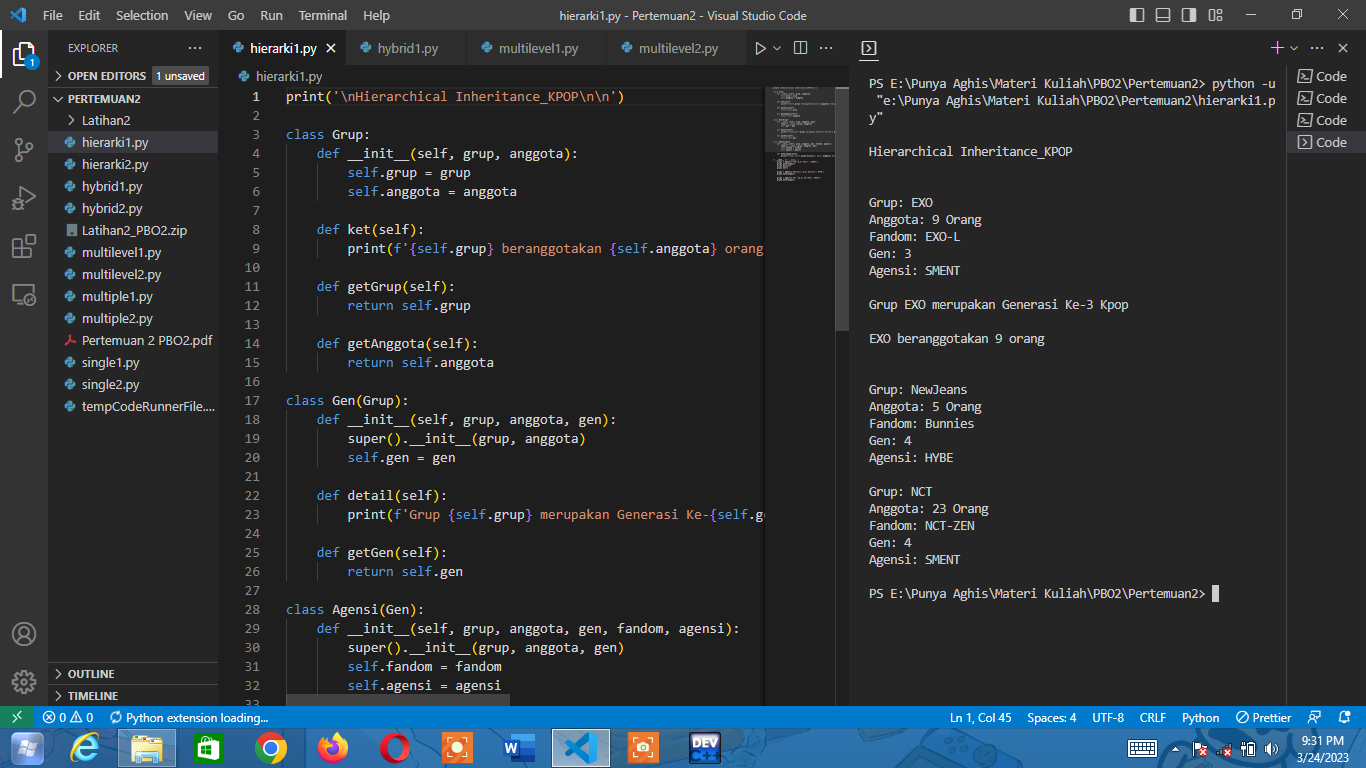 File Edit Selection View Go Run Terminal Help
hierarki1.py - Pertemuan2 - Visual Studio Code
EXPLORER
OPEN EDITORS 1 unsaved
PERTEMUAN2
Latihan2
hierarki1.py
hierarki2.py
hybrid1.py
hybrid2.py
Latihan2_PBO2.zip
multilevel1.py
multilevel2.py
multiple1.py
multiple2.py
Pertemuan 2 PBO2.pdf
single1.py
single2.py
tempCodeRunnerFile....
OUTLINE
TIMELINE
1
hierarki1.py hybrid1.py multilevel1.py multilevel2.py
hierarki1.py
1 print('\nHierarchical Inheritance_KPOP\n\n')
2
3 class Grup:
4 def __init__(self, grup, anggota):
5 self.grup = grup
6 self.anggota = anggota
7
8 def ket(self):
9 print(f'{self.grup} beranggotakan {self.anggota} orang
10
11 def getGrup(self):
12 return self.grup
13
14 def getAnggota(self):
15 return self.anggota
16
17 class Gen(Grup):
18 def __init__(self, grup, anggota, gen):
19 super().__init__(grup, anggota)
20 self.gen = gen
21
22 def detail(self):
23 print(f'Grup {self.grup} merupakan Generasi Ke-{self.ge
24
25 def getGen(self):
26 return self.gen
27
28 class Agensi(Gen):
29 def __init__(self, grup, anggota, gen, fandom, agensi):
30 super().__init__(grup, anggota, gen)
31 self.fandom = fandom
32 self.agensi = agensi
33
PS E:\Punya Aghis\Materi Kuliah\PBO2\Pertemuan2> python -u
"e:\Punya Aghis\Materi Kuliah\PBO2\Pertemuan2\hierarki1.p
y"
Hierarchical Inheritance_KPOP
Grup: EXO
Anggota: 9 Orang
Fandom: EXO-L
Gen: 3
Agensi: SMENT
Grup EXO merupakan Generasi Ke-3 Kpop
EXO beranggotakan 9 orang
Grup: NewJeans
Anggota: 5 Orang
Fandom: Bunnies
Gen: 4
Agensi: HYBE
Grup: NCT
Anggota: 23 Orang
Fandom: NCT-ZEN
Gen: 4
Agensi: SMENT
PS E:\Punya Aghis\Materi Kuliah\PBO2\Pertemuan2>
Code
Code
Code
Code
0 0 Python extension loading...
Ln 1, Col 45 Spaces: 4 UTF-8 CRLF Python Prettier
W
DEV C++
9:31 PM
3/24/2023